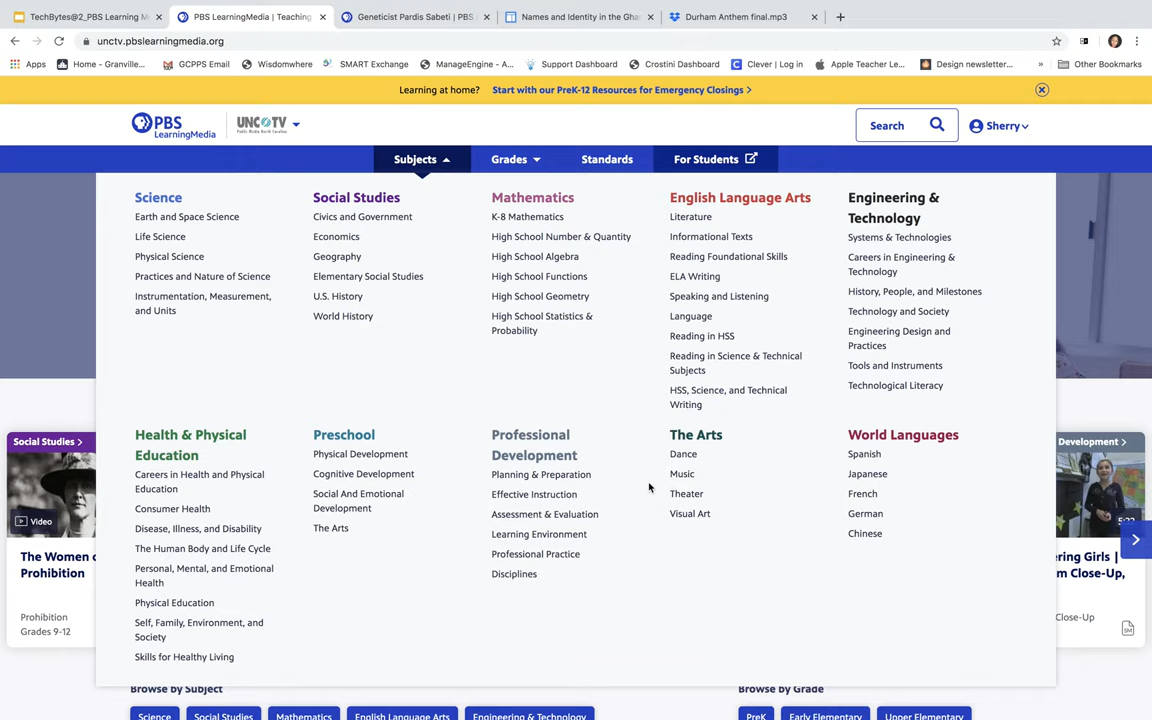 TechBytes@2_PBS Learning M
PBS LearningMedia | Teaching
Geneticist Pardis Sabeti | PBS
Names and Identity in the Gha
Durham Anthem final.mp3
unctv.pbslearningmedia.org
Apps
Home - Granville...
GCPPS Email
Wisdomwhere
SMART Exchange
ManageEngine - A...
Support Dashboard
Crostini Dashboard
Clever | Log in
Apple Teacher Le...
Design newsletter...
»
Other Bookmarks
Learning at home? Start with our PreK-12 Resources for Emergency Closings >
PBS
LearningMedia
UNC TV
Public Media North Carolina
Search
Sherry
Subjects
Grades
Standards
For Students
Science
Earth and Space Science
Life Science
Physical Science
Practices and Nature of Science
Instrumentation, Measurement,
and Units
Social Studies
Civics and Government
Economics
Geography
Elementary Social Studies
U.S. History
World History
Mathematics
K-8 Mathematics
High School Number & Quantity
High School Algebra
High School Functions
High School Geometry
High School Statistics &
Probability
English Language Arts
Literature
Informational Texts
Reading Foundational Skills
ELA Writing
Speaking and Listening
Language
Reading in HSS
Reading in Science & Technical
Subjects
HSS, Science, and Technical
Writing
Engineering &
Technology
Systems & Technologies
Careers in Engineering &
Technology
History, People, and Milestones
Technology and Society
Engineering Design and
Practices
Tools and Instruments
Technological Literacy
Health & Physical
Education
Careers in Health and Physical
Education
Consumer Health
Disease, Illness, and Disability
The Human Body and Life Cycle
Personal, Mental, and Emotional
Health
Physical Education
Self, Family, Environment, and
Society
Skills for Healthy Living
Preschool
Physical Development
Cognitive Development
Social And Emotional
Development
The Arts
Professional
Development
Planning & Preparation
Effective Instruction
Assessment & Evaluation
Learning Environment
Professional Practice
Disciplines
The Arts
Dance
Music
Theater
Visual Art
World Languages
Spanish
Japanese
French
German
Chinese
Social Studies >
Video
The Women o
Prohibition
Prohibition
Grades 9-12
Development >
5:22
ering Girls |
m Close-Up,
Close-Up
SM
Browse by Subject
Science
Social Studies
Mathematics
English Language Arts
Engineering & Technology
Browse by Grade
PreK
Early Elementary
Upper Elementary